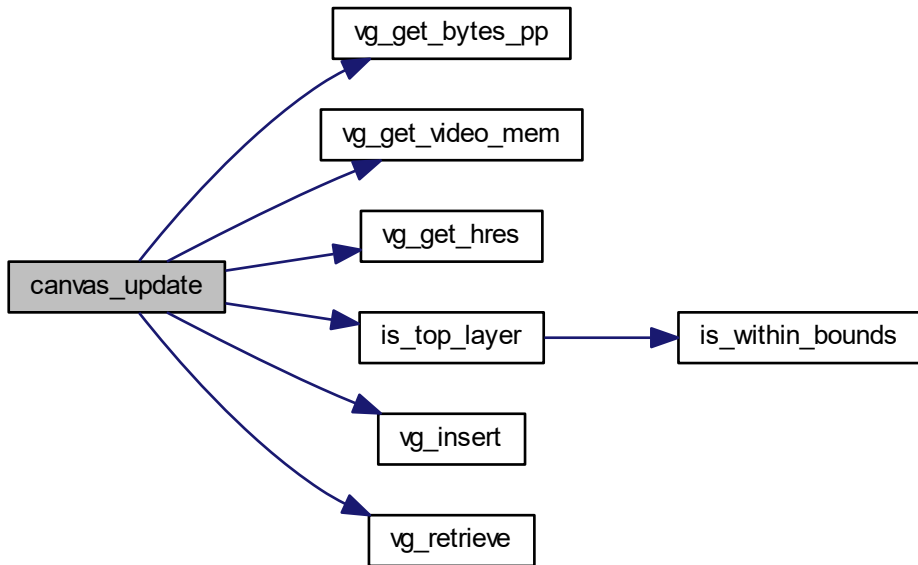 vg_get_bytes_pp
vg_get_video_mem
vg_get_hres
canvas_update
is_top_layer
is_within_bounds
vg_insert
vg_retrieve